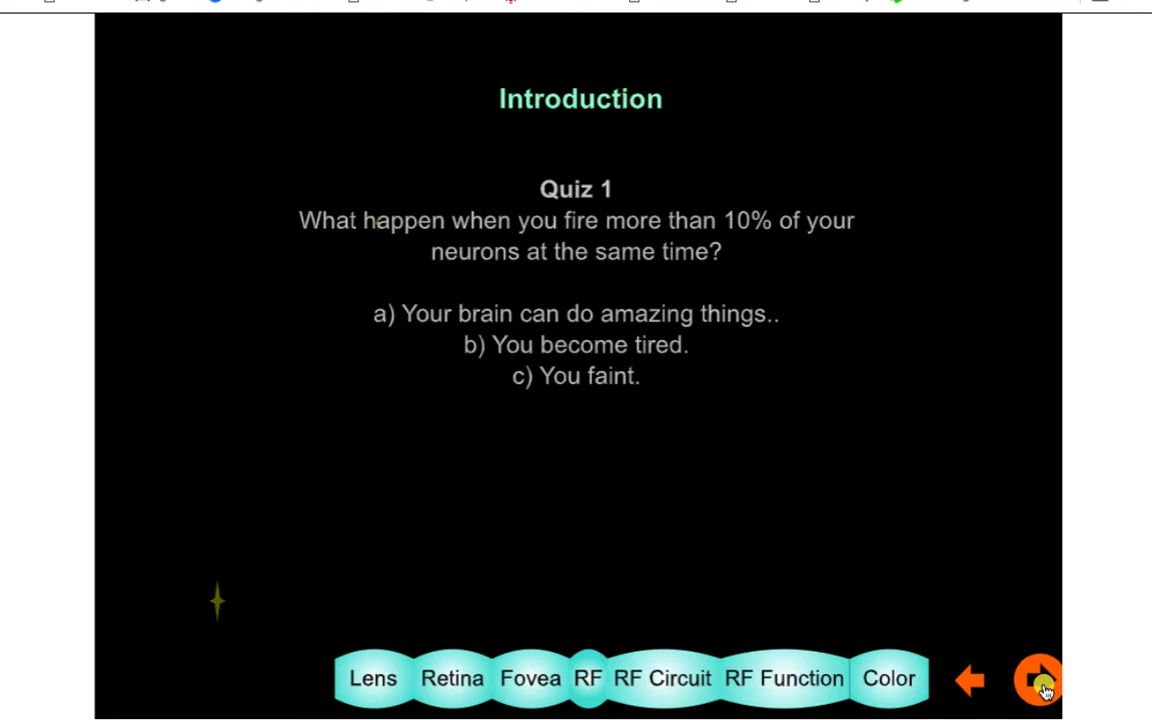 Introduction
Quiz 1
What happen when you fire more than 10% of your
neurons at the same time?
a) Your brain can do amazing things..
b) You become tired.
c) You faint.
Lens Retina Fovea RF RF Circuit RF Function Color